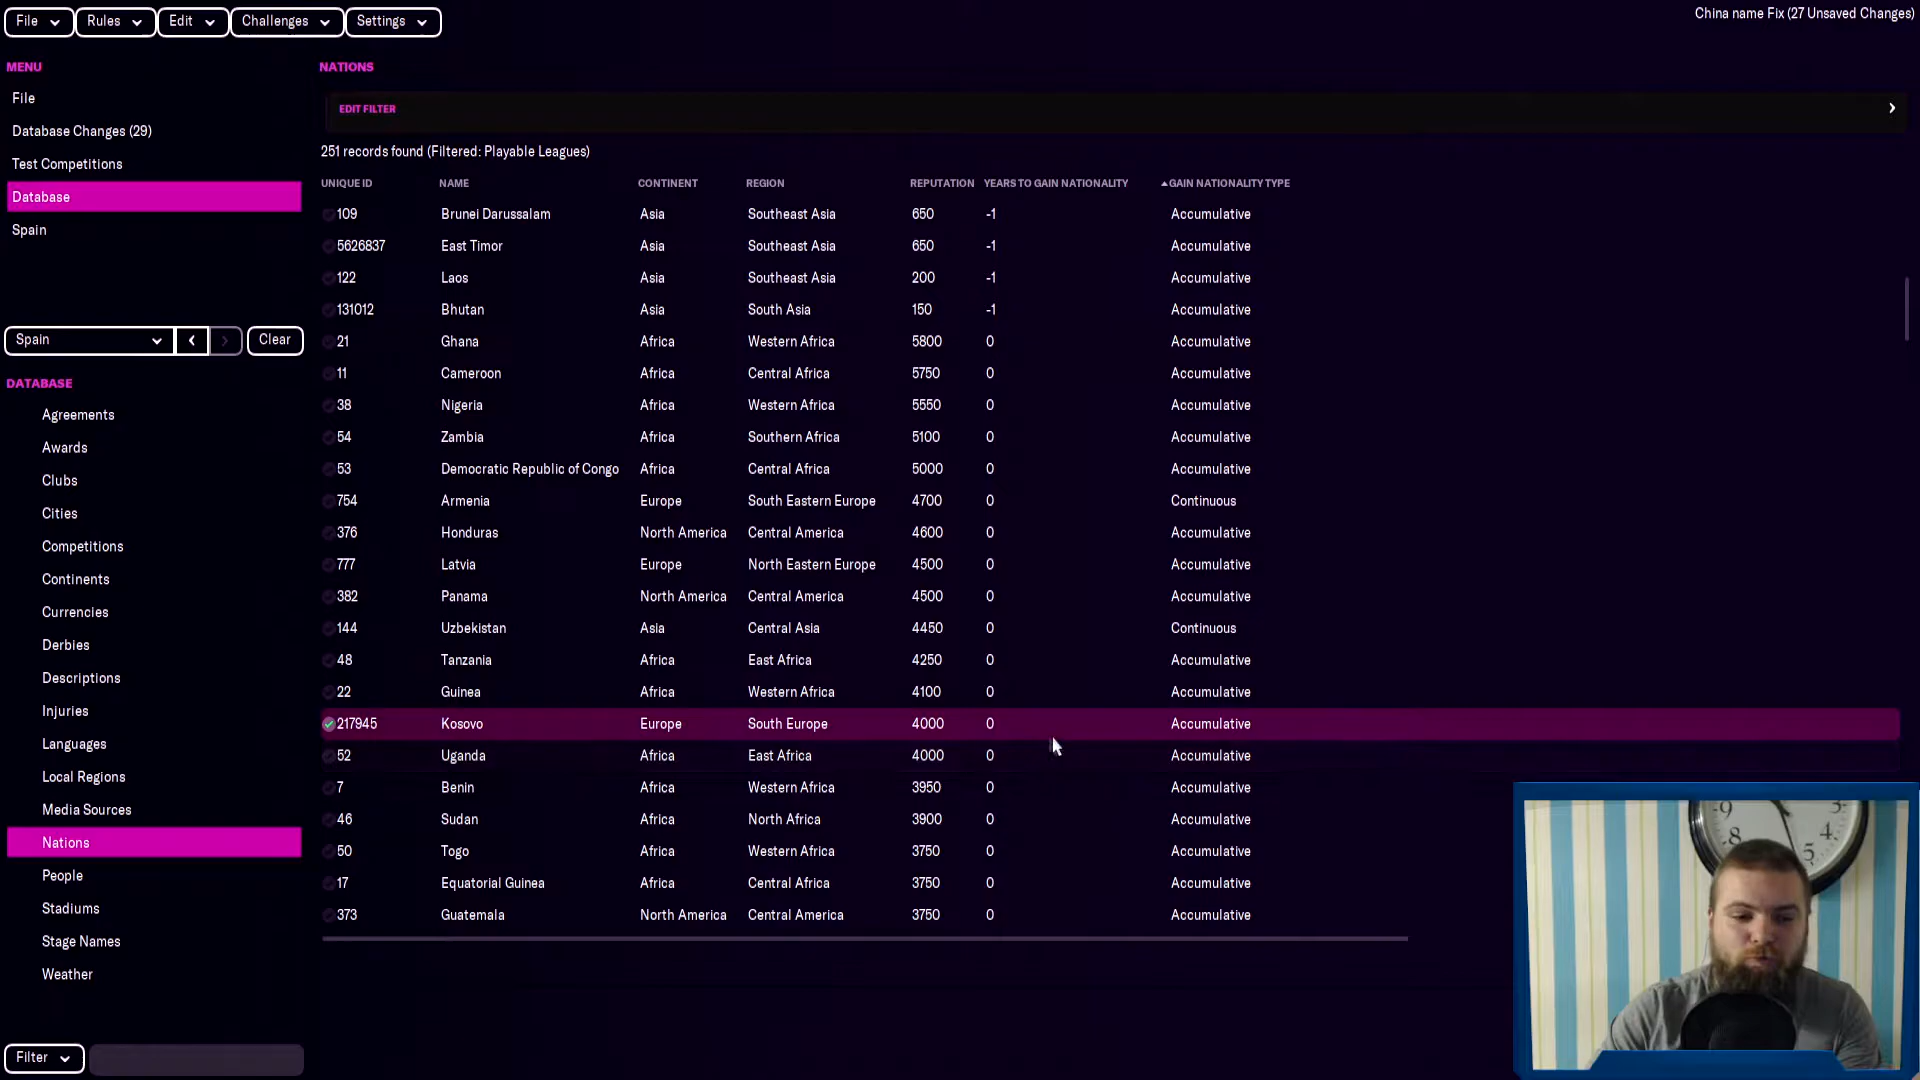 File Rules Edit Challenges Settings
China name Fix (27 Unsaved Changes)
MENU
File
Database Changes (29)
Test Competitions
Database
Spain
Spain Clear
DATABASE
Agreements
Awards
Clubs
Cities
Competitions
Continents
Currencies
Derbies
Descriptions
Injuries
Languages
Local Regions
Media Sources
Nations
People
Stadiums
Stage Names
Weather
Filter
NATIONS
EDIT FILTER
251 records found (Filtered: Playable Leagues)
UNIQUE ID NAME CONTINENT REGION REPUTATION YEARS TO GAIN NATIONALITY GAIN NATIONALITY TYPE
109 Brunei Darussalam Asia Southeast Asia 650 -1 Accumulative
5626837 East Timor Asia Southeast Asia 650 -1 Accumulative
122 Laos Asia Southeast Asia 200 -1 Accumulative
131012 Bhutan Asia South Asia 150 -1 Accumulative
21 Ghana Africa Western Africa 5800 0 Accumulative
11 Cameroon Africa Central Africa 5750 0 Accumulative
38 Nigeria Africa Western Africa 5550 0 Accumulative
54 Zambia Africa Southern Africa 5100 0 Accumulative
53 Democratic Republic of Congo Africa Central Africa 5000 0 Accumulative
754 Armenia Europe South Eastern Europe 4700 0 Continuous
376 Honduras North America Central America 4600 0 Accumulative
777 Latvia Europe North Eastern Europe 4500 0 Accumulative
382 Panama North America Central America 4500 0 Accumulative
144 Uzbekistan Asia Central Asia 4450 0 Continuous
48 Tanzania Africa East Africa 4250 0 Accumulative
22 Guinea Africa Western Africa 4100 0 Accumulative
217945 Kosovo Europe South Europe 4000 0 Accumulative
52 Uganda Africa East Africa 4000 0 Accumulative
7 Benin Africa Western Africa 3950 0 Accumulative
46 Sudan Africa North Africa 3900 0 Accumulative
50 Togo Africa Western Africa 3750 0 Accumulative
17 Equatorial Guinea Africa Central Africa 3750 0 Accumulative
373 Guatemala North America Central America 3750 0 Accumulative
9
8
4
5